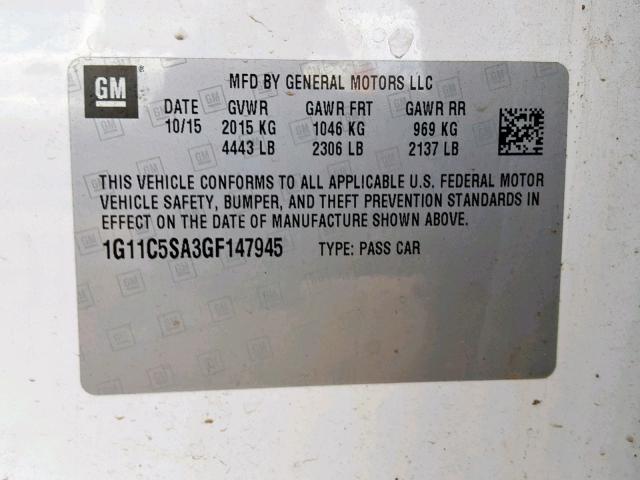 GM ® MFD BY GENERAL MOTORS LLC
DATE GVWR GAWR FRT GAWR RR
10/15 2015 KG 1046 KG 969 KG
4443 LB 2306 LB 2137 LB
THIS VEHICLE CONFORMS TO ALL APPLICABLE U.S. FEDERAL MOTOR
VEHICLE SAFETY, BUMPER, AND THEFT PREVENTION STANDARDS IN
EFFECT ON THE DATE OF MANUFACTURE SHOWN ABOVE.
1G11C5SA3GF147945 TYPE: PASS CAR